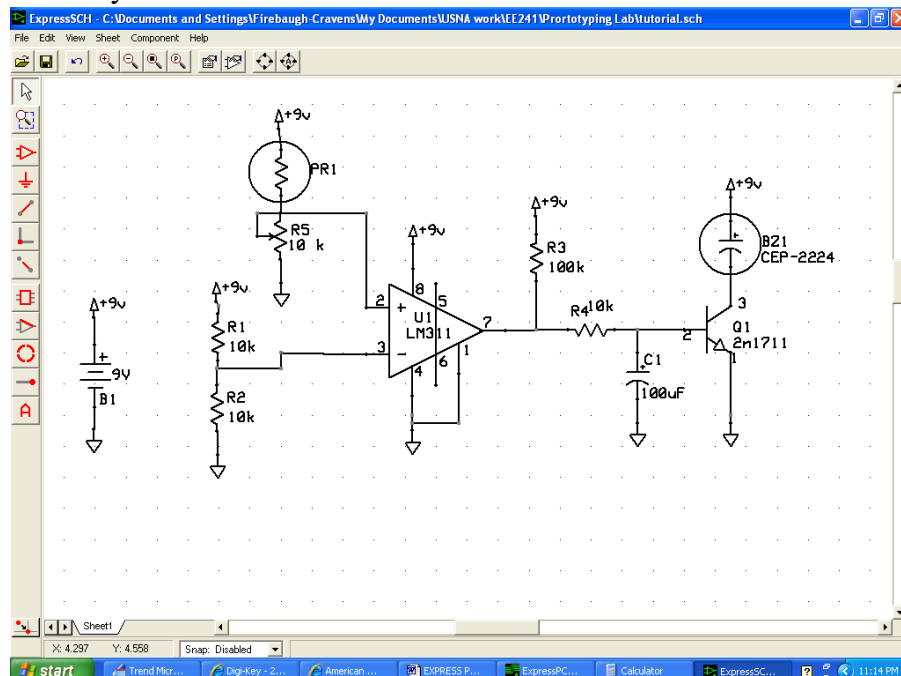 ExpressSCH - C:\Documents and Settings\Firebaugh-Cravens\My Documents\USNA work\EE241\Prortotyping Lab\tutorial.sch
File Edit View Sheet Component Help
+9v
PR1
R5
10 k
+9v
R1
10k
R2
10k
+9v
+
9V
B1
+9v
8
2
+
5
U1
LM311
7
3
-
1
4
6
+9v
R3
100k
R4 10k
C1
+
100uF
+9v
+
BZ1
CEP-2224
3
Q1
2
2n1711
1
A
Sheet1
X: 4.297 Y: 4.558 Snap: Disabled
start Trend Micr... Digi-Key - 2... American ... EXPRESS P... ExpressPC... Calculator ExpressSC... ? 11:14 PM